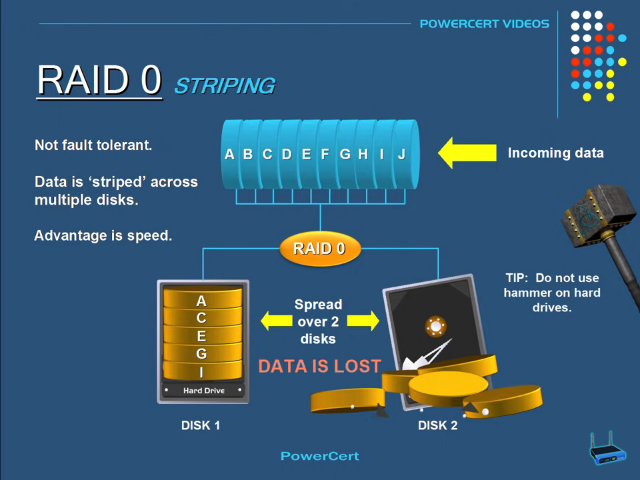 POWERCERT VIDEOS
RAID 0 STRIPING
Not fault tolerant.
Data is ‘striped’ across
multiple disks.
Advantage is speed.
A B C D E F G H I J
Incoming data
RAID 0
TIP: Do not use
hammer on hard
drives.
A
C
E
G
I
Hard Drive
Spread
over 2
disks
DATA IS LOST
DISK 1
DISK 2
PowerCert